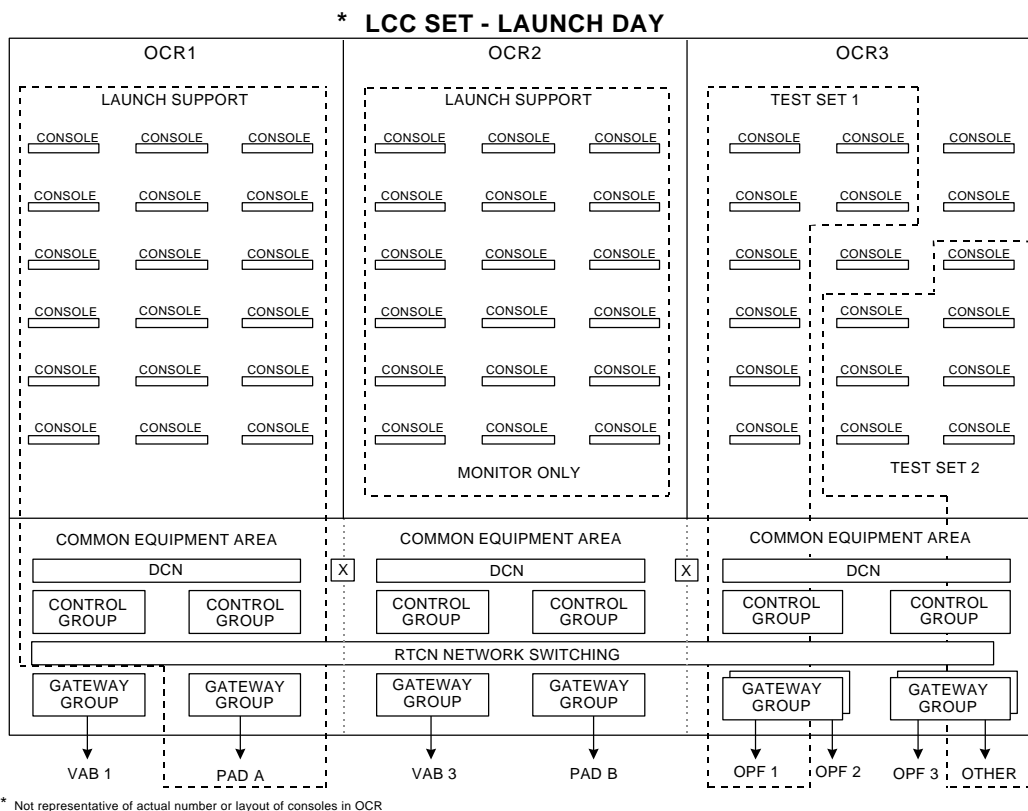 * LCC SET - LAUNCH DAY
OCR1 OCR2 OCR3
LAUNCH SUPPORT LAUNCH SUPPORT TEST SET 1
CONSOLE CONSOLE CONSOLE CONSOLE CONSOLE CONSOLE CONSOLE CONSOLE CONSOLE
CONSOLE CONSOLE CONSOLE CONSOLE CONSOLE CONSOLE CONSOLE CONSOLE CONSOLE
CONSOLE CONSOLE CONSOLE CONSOLE CONSOLE CONSOLE CONSOLE CONSOLE CONSOLE
CONSOLE CONSOLE CONSOLE CONSOLE CONSOLE CONSOLE CONSOLE CONSOLE CONSOLE
CONSOLE CONSOLE CONSOLE CONSOLE CONSOLE CONSOLE CONSOLE CONSOLE CONSOLE
CONSOLE CONSOLE CONSOLE CONSOLE CONSOLE CONSOLE CONSOLE CONSOLE CONSOLE
MONITOR ONLY TEST SET 2
COMMON EQUIPMENT AREA COMMON EQUIPMENT AREA COMMON EQUIPMENT AREA
DCN X DCN X DCN
CONTROL CONTROL CONTROL CONTROL CONTROL CONTROL
GROUP GROUP GROUP GROUP GROUP GROUP
RTCN NETWORK SWITCHING
GATEWAY GATEWAY GATEWAY GATEWAY GATEWAY GATEWAY
GROUP GROUP GROUP GROUP GROUP GROUP
VAB 1 PAD A VAB 3 PAD B OPF 1 OPF 2 OPF 3 OTHER
* Not representative of actual number or layout of consoles in OCR